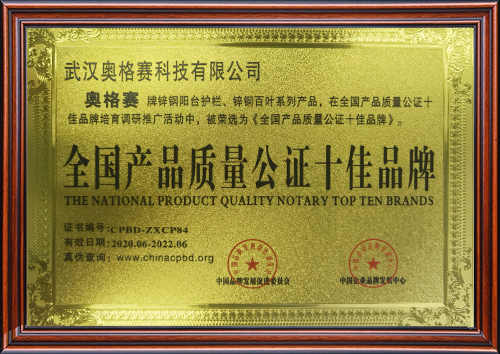 武汉奥格赛科技有限公司
奥格赛 牌锌钢阳台护栏、锌钢百叶系列产品，在全国产品质量公证十
佳品牌培育调研推广活动中，被荣选为《全国产品质量公证十佳品牌》。
全国产品质量公证十佳品牌
THE NATIONAL PRODUCT QUALITY NOTARY TOP TEN BRANDS
证书编号:CPBD-ZXCP84
有效日期:2020.06-2022.06
真伪查询：www.chinacpbd.org
中国品牌发展促进委员会
中国企业品牌发展中心